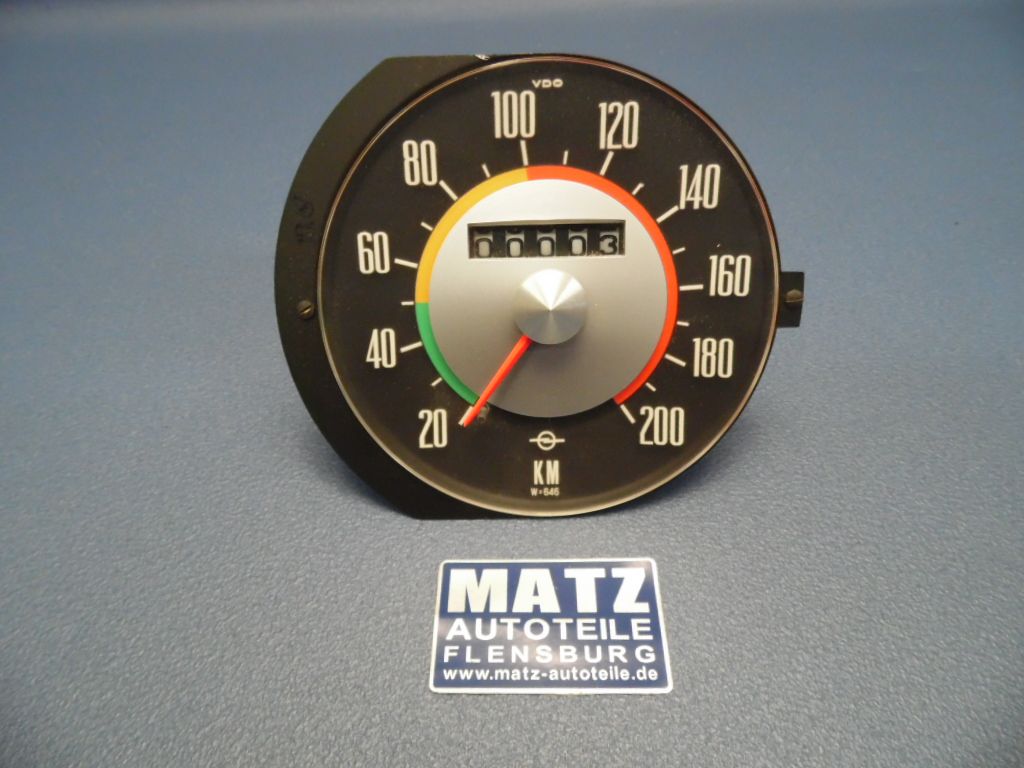 VDO
20
40
60
80
100
120
140
160
180
200
00003
KM
W=646
MATZ
AUTOTEILE
FLENSBURG
www.matz-autoteile.de